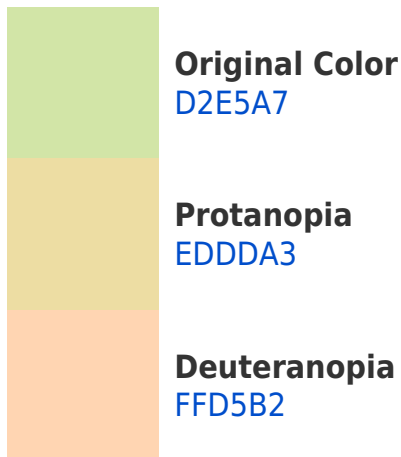 Original Color
D2E5A7
Protanopia
EDDDA3
Deuteranopia
FFD5B2